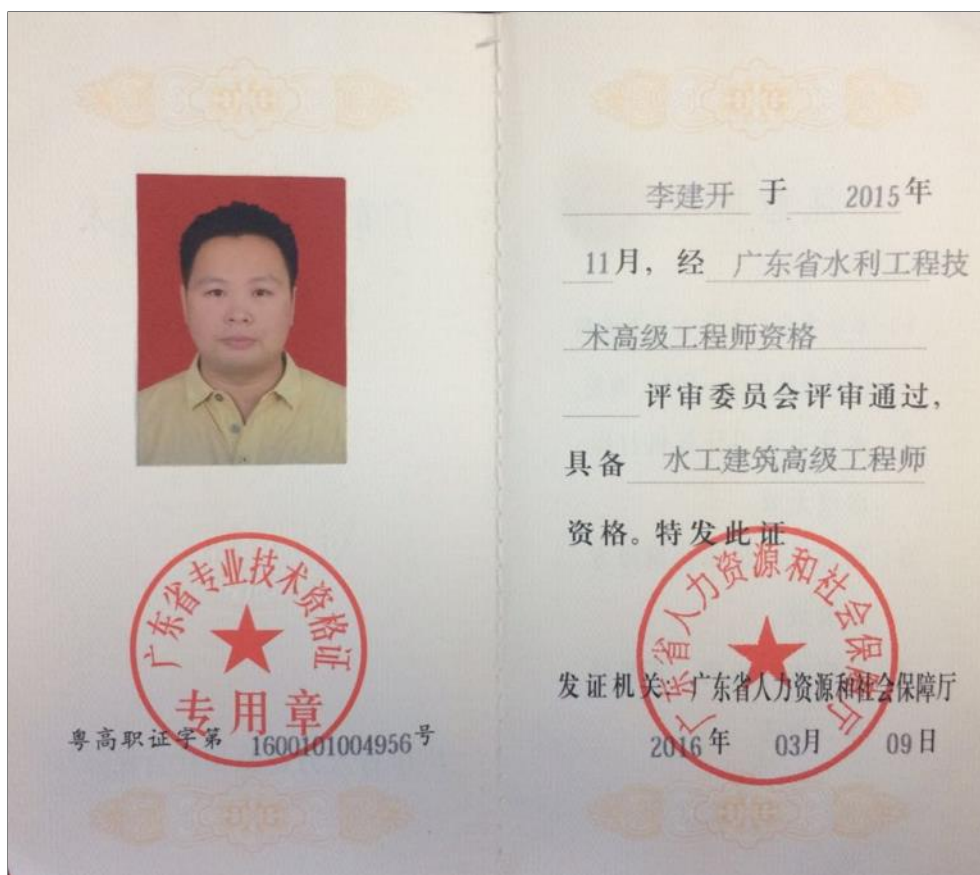 广东省专业技术资格证
专用章
粤高职证字第 1600101004956号
李建开 于 2015年
11月，经 广东省水利工程技
术高级工程师资格
评审委员会评审通过，
具备 水工建筑高级工程师
资格。特发此证
广东省人力资源和社会保障厅
发证机关：广东省人力资源和社会保障厅
2016年 03月 09日